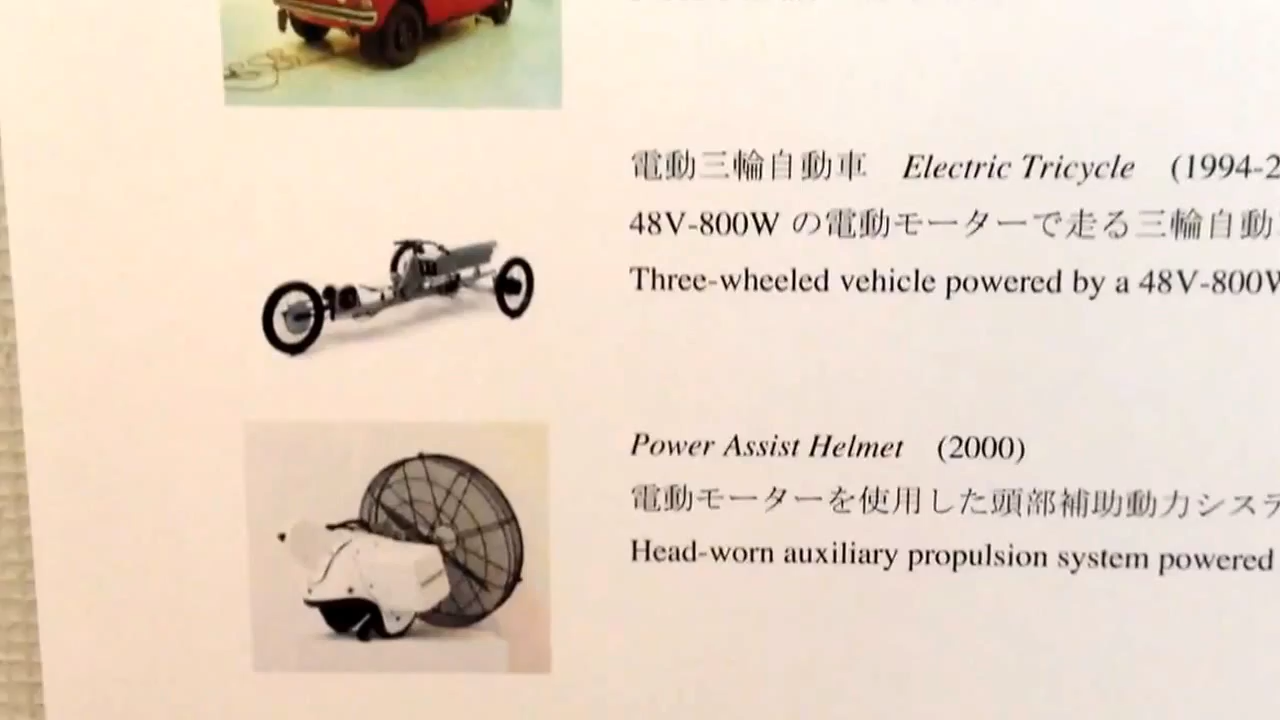 電動三輪自動車 Electric Tricycle (1994-2
48V-800W の電動モーターで走る三輪自動
Three-wheeled vehicle powered by a 48V-800W
Power Assist Helmet (2000)
電動モーターを使用した頭部補助動力システ
Head-worn auxiliary propulsion system powered